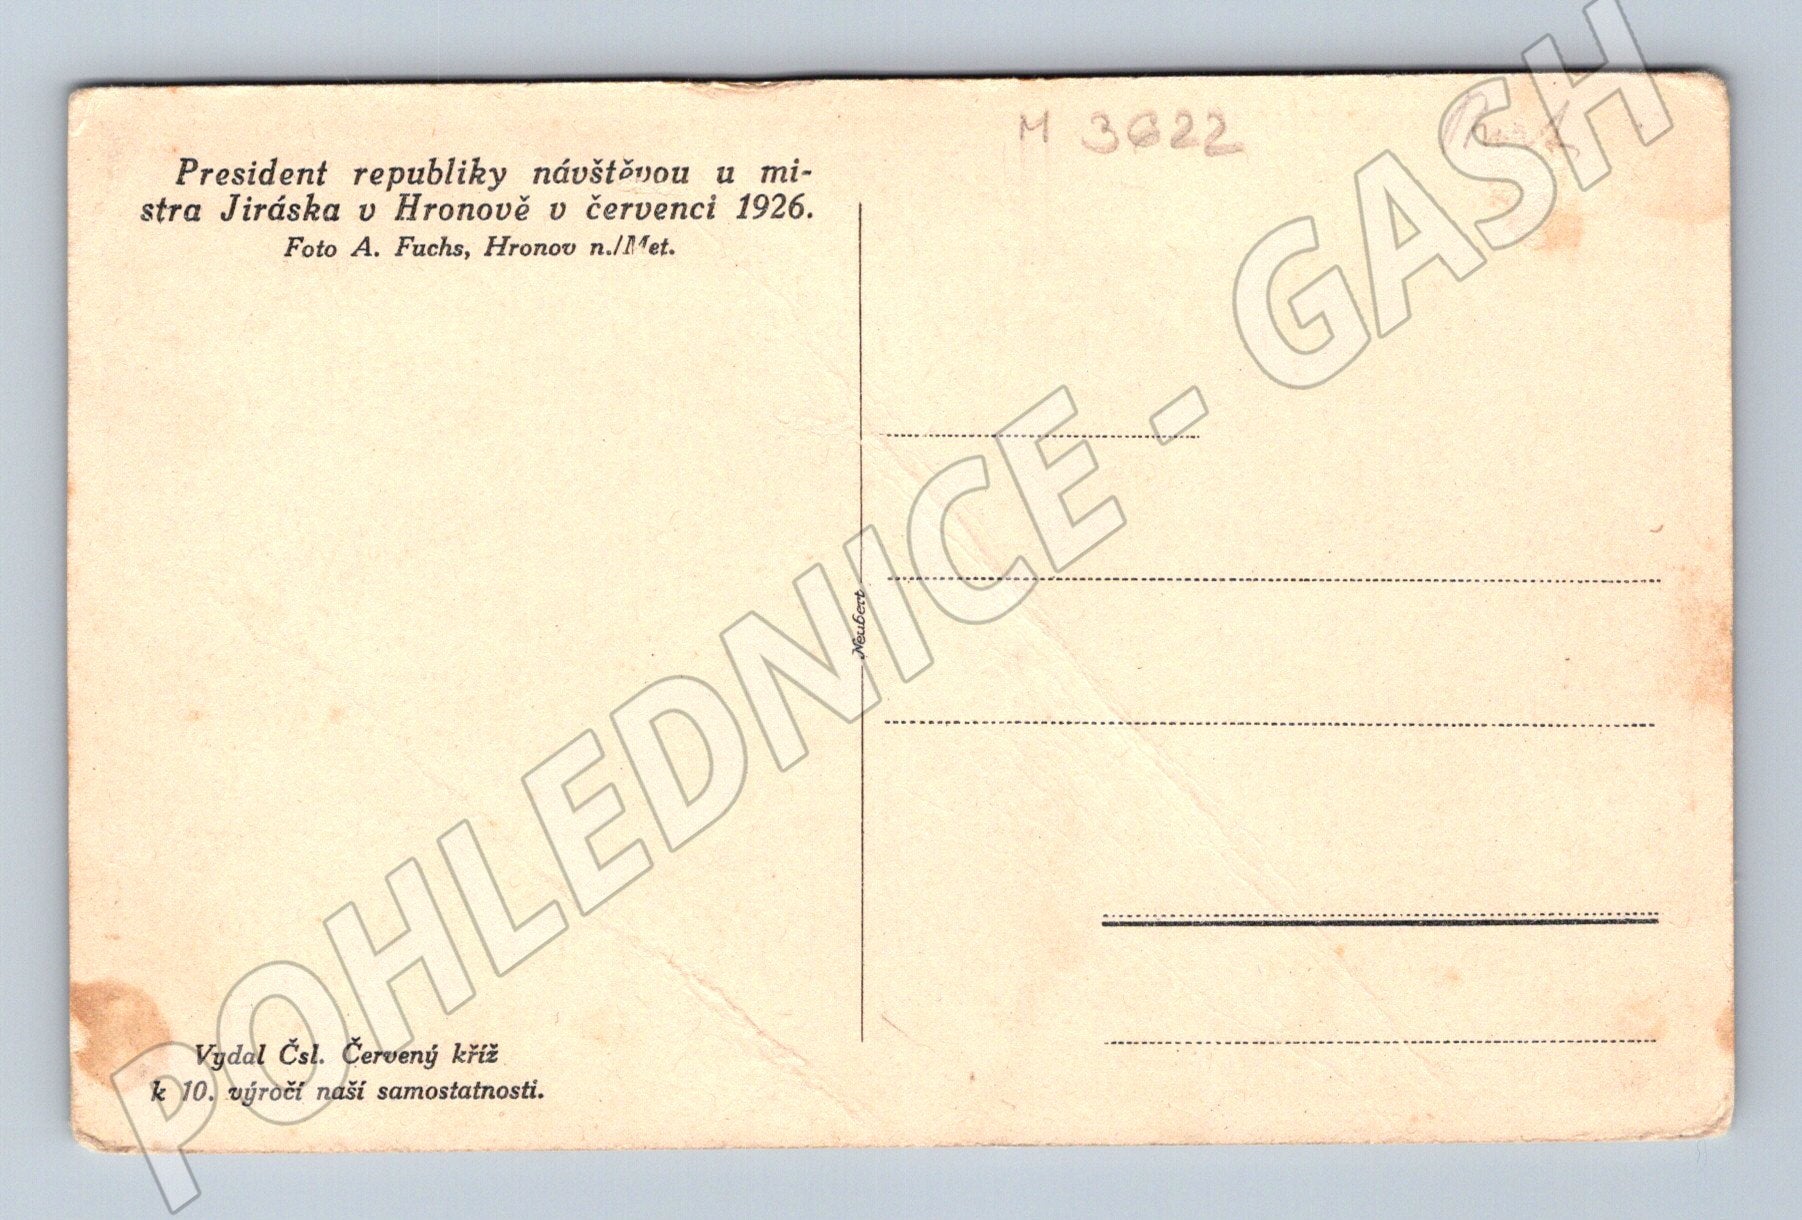 President republiky návštěvou u mi-
stra Jiráska v Hronově v červenci 1926.
Foto A. Fuchs, Hronov n./Met.
M 3622
Neubert
Vydal Čsl. Červený kříž
k 10. výročí naší samostatnosti.
POHLEDNICE - GASH